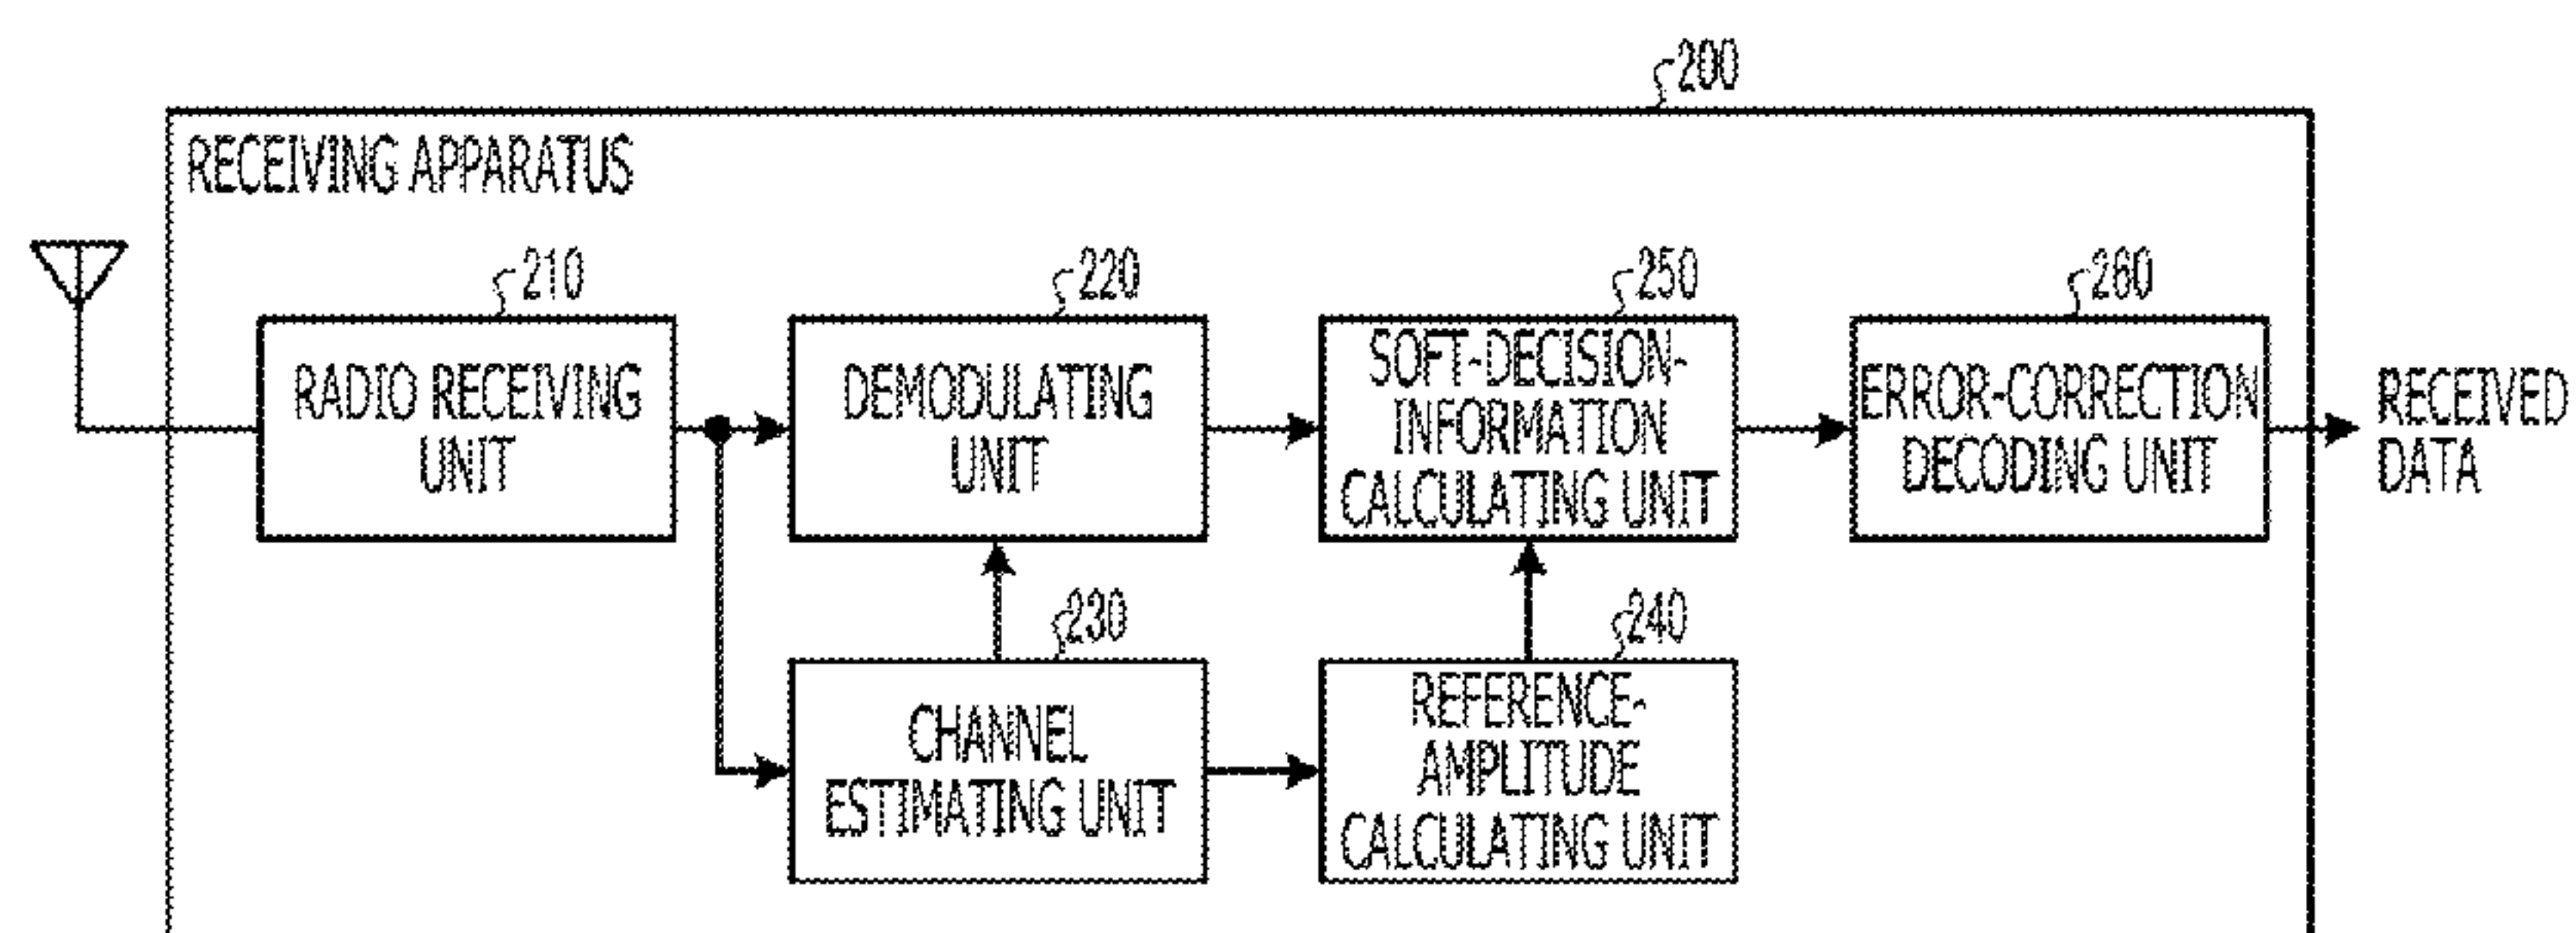 200
RECEIVING APPARATUS
210
220
250
260
RADIO RECEIVING
UNIT
DEMODULATING
UNIT
SOFT-DECISION-
INFORMATION
CALCULATING UNIT
ERROR-CORRECTION
DECODING UNIT
RECEIVED
DATA
230
240
CHANNEL
ESTIMATING UNIT
REFERENCE-
AMPLITUDE
CALCULATING UNIT